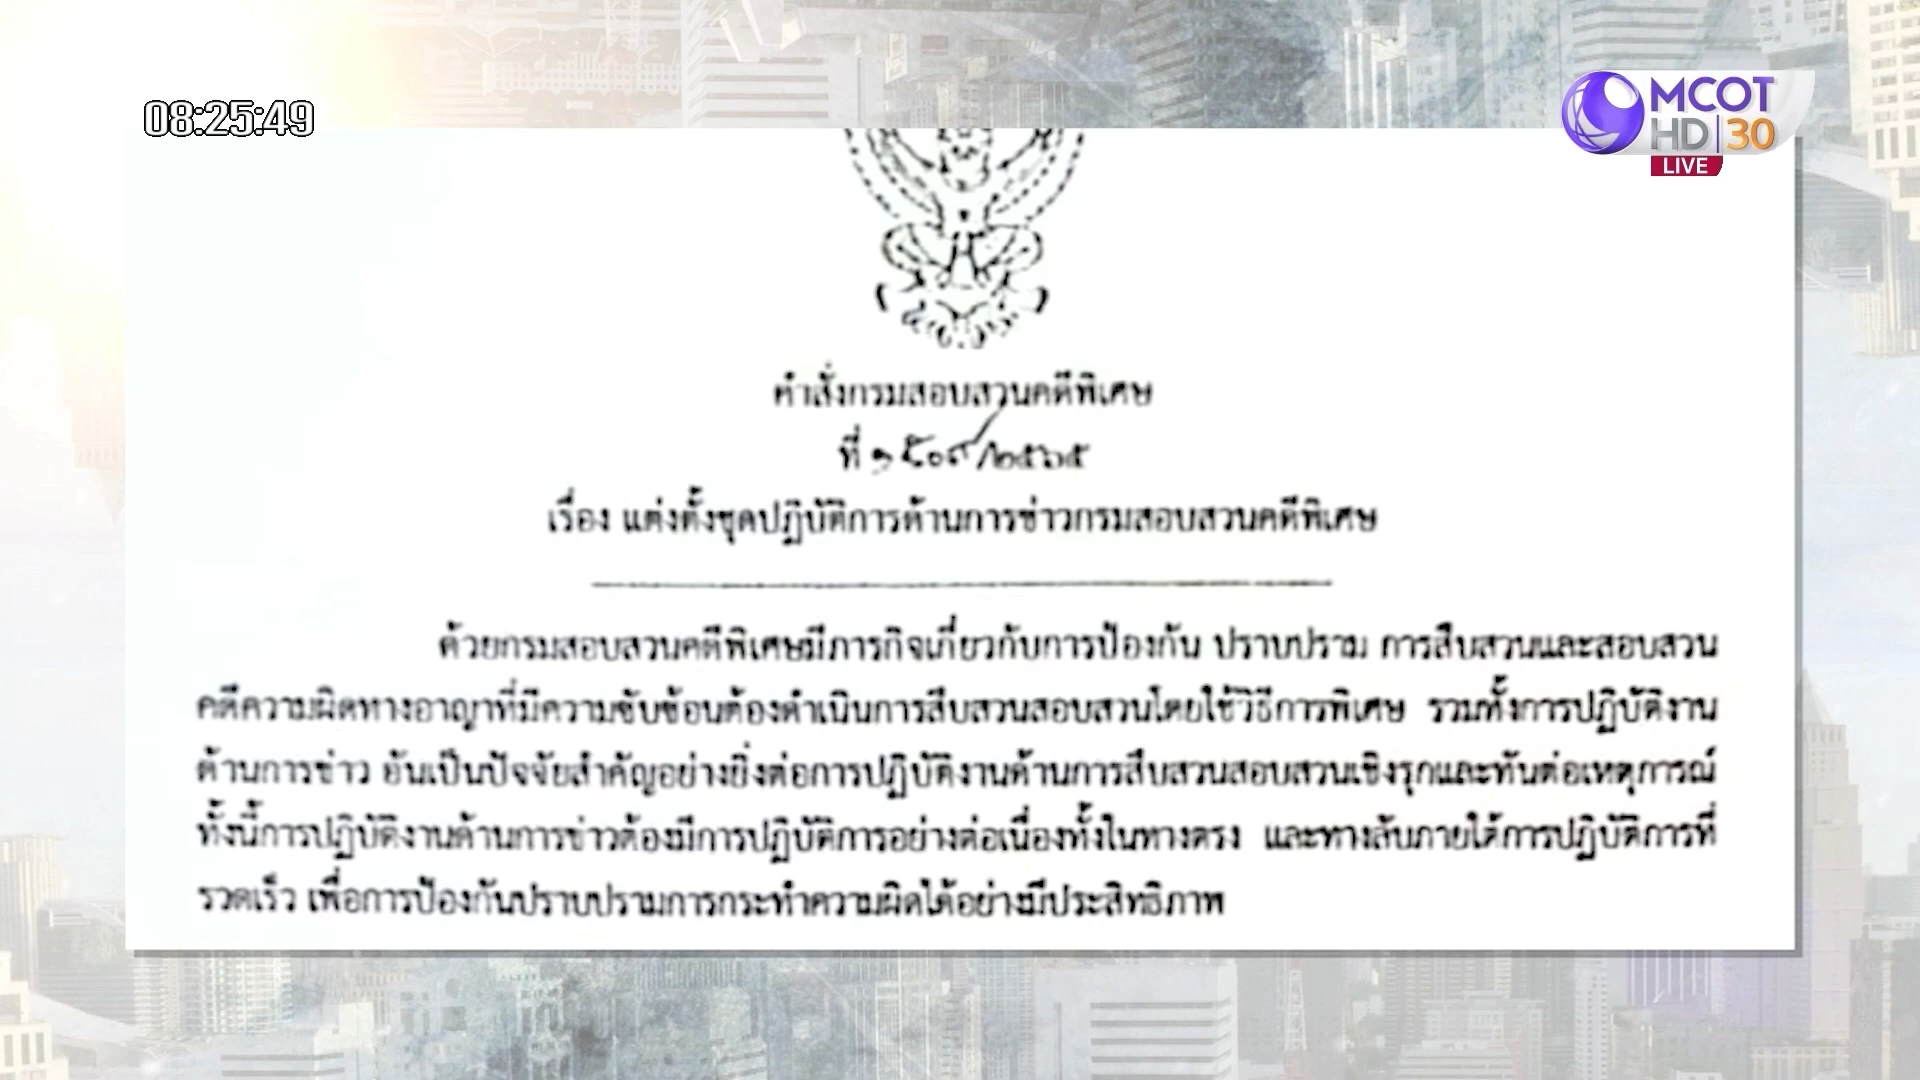 08:25:49
MCOT
HD 30
LIVE
คำสั่งกรมสอบสวนคดีพิเศษ
ที่ /๒๕๖๕
เรื่อง แต่งตั้งชุดปฏิบัติการด้านการข่าวกรมสอบสวนคดีพิเศษ
ด้วยกรมสอบสวนคดีพิเศษมีภารกิจเกี่ยวกับการป้องกัน ปราบปราม การสืบสวนและสอบสวน
คดีความผิดทางอาญาที่มีความซับซ้อนต้องดำเนินการสืบสวนสอบสวนโดยใช้วิธีการพิเศษ รวมทั้งการปฏิบัติงาน
ด้านการข่าว อันเป็นปัจจัยสำคัญอย่างยิ่งต่อการปฏิบัติงานด้านการสืบสวนสอบสวนเชิงรุกและทันต่อเหตุการณ์
ทั้งนี้การปฏิบัติงานด้านการข่าวต้องมีการปฏิบัติการอย่างต่อเนื่องทั้งในทางตรง และทางลับภายใต้การปฏิบัติการที่
รวดเร็ว เพื่อการป้องกันปราบปรามการกระทำความผิดได้อย่างมีประสิทธิภาพ